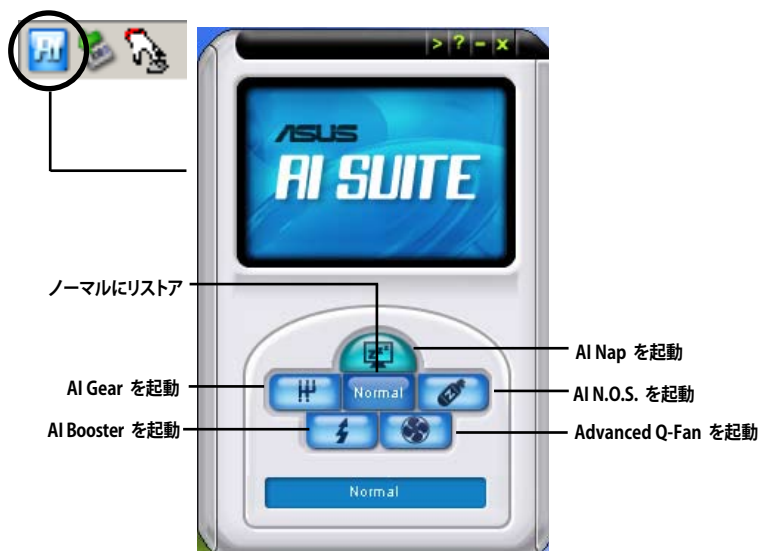 Ai
> ? - x
ASUS
AI SUITE
ノーマルにリストア
zzz
AI Nap を起動
AI Gear を起動
Normal
AI N.O.S. を起動
AI Booster を起動
Advanced Q-Fan を起動
Normal